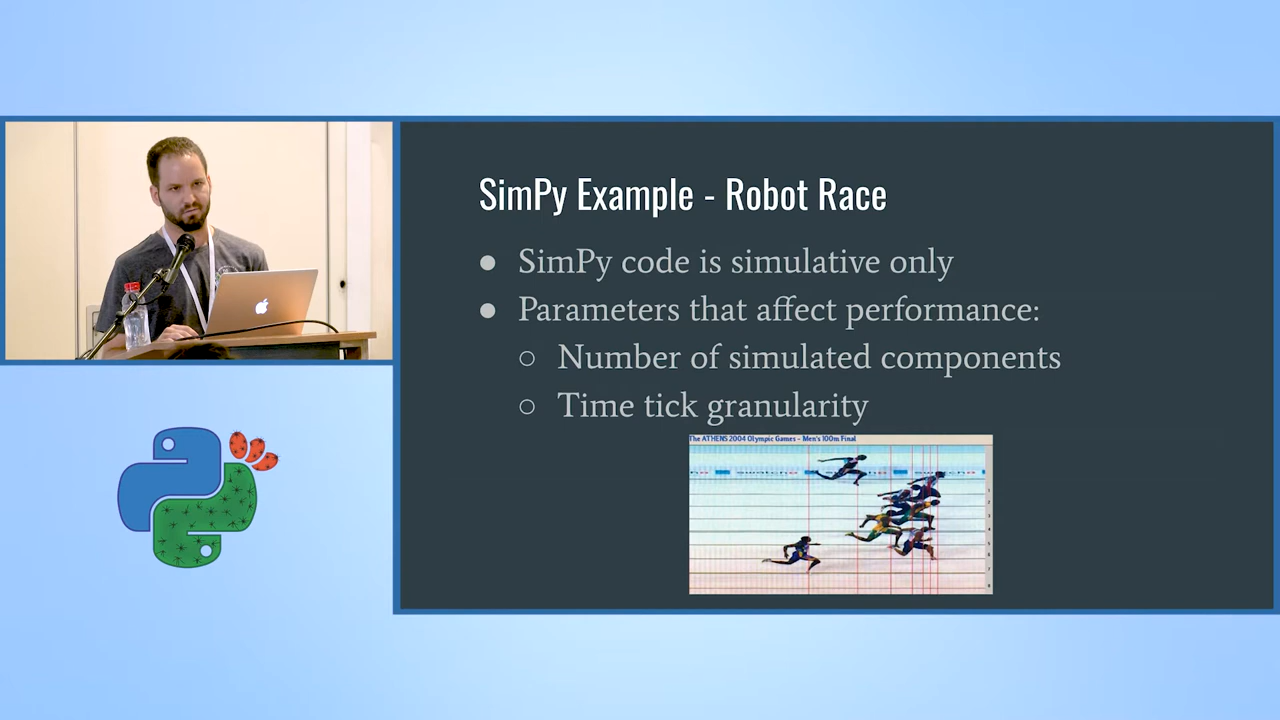 SimPy Example - Robot Race
● SimPy code is simulative only
● Parameters that affect performance:
○ Number of simulated components
○ Time tick granularity
The ATHENS 2004 Olympic Games - Men's 100m Final